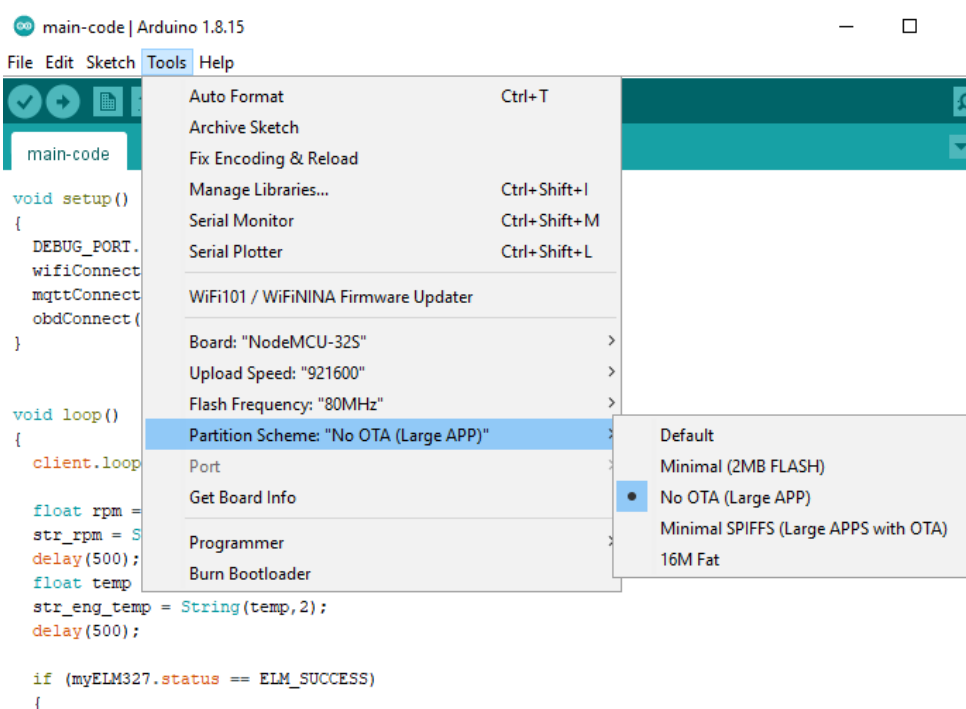 main-code | Arduino 1.8.15
File Edit Sketch Tools Help
main-code
Auto Format Ctrl+T
Archive Sketch
Fix Encoding & Reload
Manage Libraries... Ctrl+Shift+I
Serial Monitor Ctrl+Shift+M
Serial Plotter Ctrl+Shift+L
WiFi101 / WiFiNINA Firmware Updater
Board: "NodeMCU-32S"
Upload Speed: "921600"
Flash Frequency: "80MHz"
Partition Scheme: "No OTA (Large APP)"
Port
Get Board Info
Programmer
Burn Bootloader
Default
Minimal (2MB FLASH)
No OTA (Large APP)
Minimal SPIFFS (Large APPS with OTA)
16M Fat
void setup()
{
DEBUG_PORT.
wifiConnect
mqttConnect
obdConnect(
}
void loop()
{
client.loop
float rpm =
str_rpm = S
delay(500);
float temp
str_eng_temp = String(temp,2);
delay(500);
if (myELM327.status == ELM_SUCCESS)
{